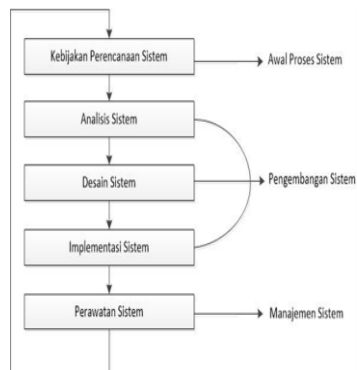 Kebijakan Perencanaan Sistem
Awal Proses Sistem
Analisis Sistem
Desain Sistem
Pengembangan Sistem
Implementasi Sistem
Perawatan Sistem
Manajemen Sistem